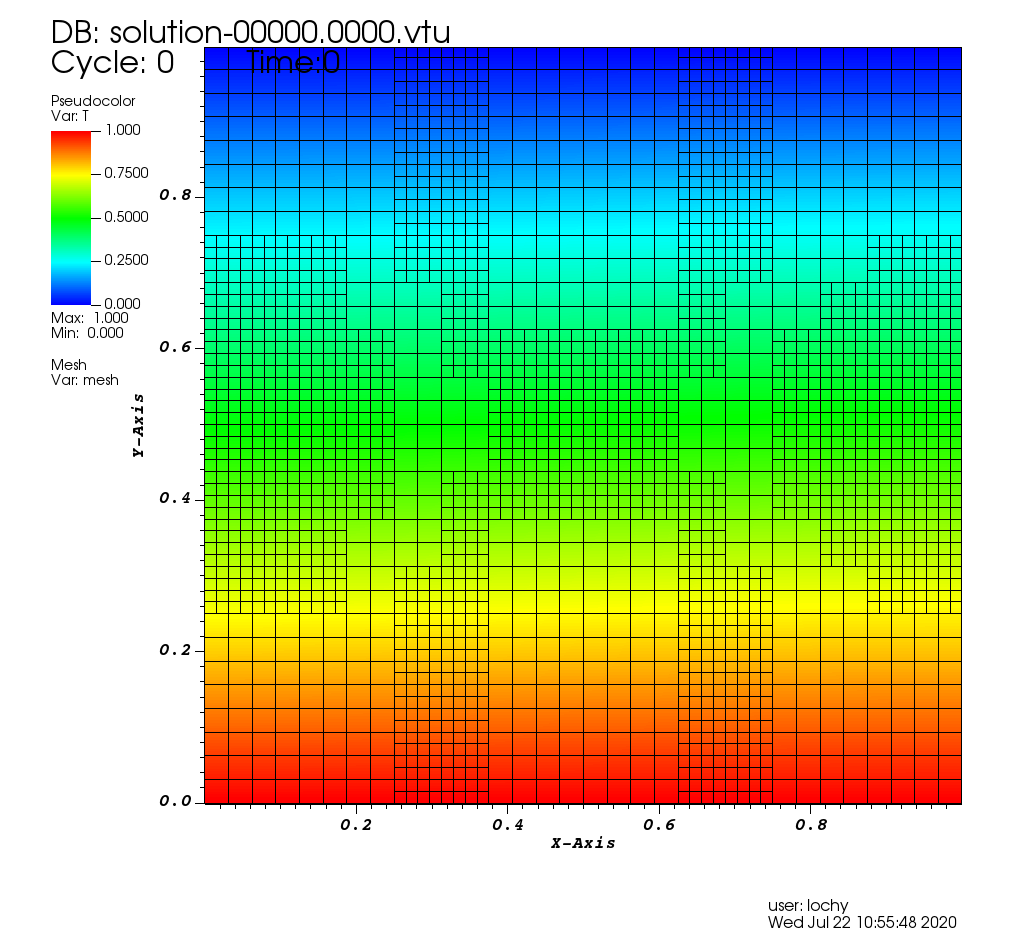 DB: solution-00000.0000.vtu
Cycle: 0 Time:0
Pseudocolor
Var: T
1.000
0.7500
0.5000
0.2500
0.000
Max: 1.000
Min: 0.000
Mesh
Var: mesh
Y-Axis
0.8
0.6
0.4
0.2
0.0
0.2 0.4 0.6 0.8
X-Axis
user: lochy
Wed Jul 22 10:55:48 2020